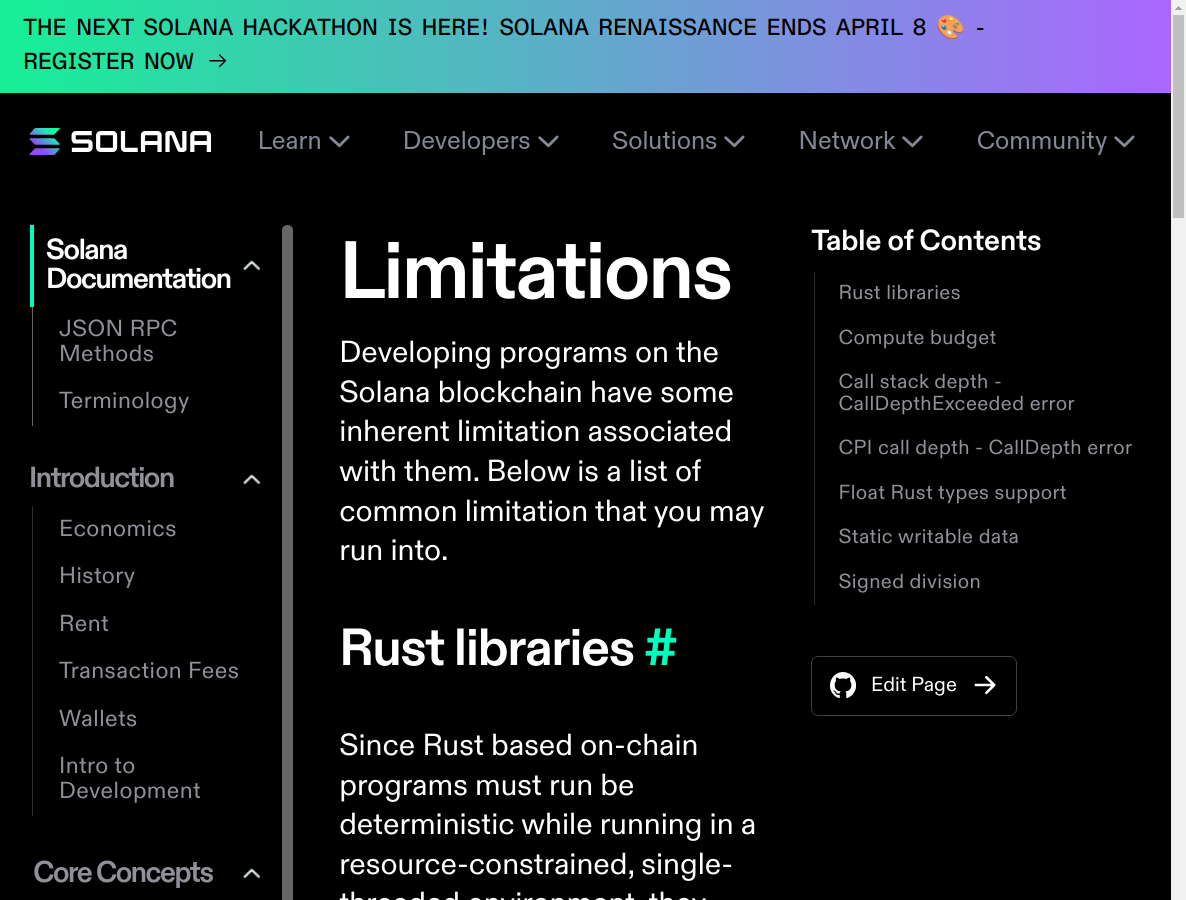 THE NEXT SOLANA HACKATHON IS HERE! SOLANA RENAISSANCE ENDS APRIL 8 🎨 -
REGISTER NOW →
SOLANA
Learn
Developers
Solutions
Network
Community
Solana
Documentation
JSON RPC
Methods
Terminology
Introduction
Economics
History
Rent
Transaction Fees
Wallets
Intro to
Development
Core Concepts
Limitations
Developing programs on the
Solana blockchain have some
inherent limitation associated
with them. Below is a list of
common limitation that you may
run into.
Rust libraries #
Since Rust based on-chain
programs must run be
deterministic while running in a
resource-constrained, single-
threaded environment, they
Table of Contents
Rust libraries
Compute budget
Call stack depth -
CallDepthExceeded error
CPI call depth - CallDepth error
Float Rust types support
Static writable data
Signed division
Edit Page →